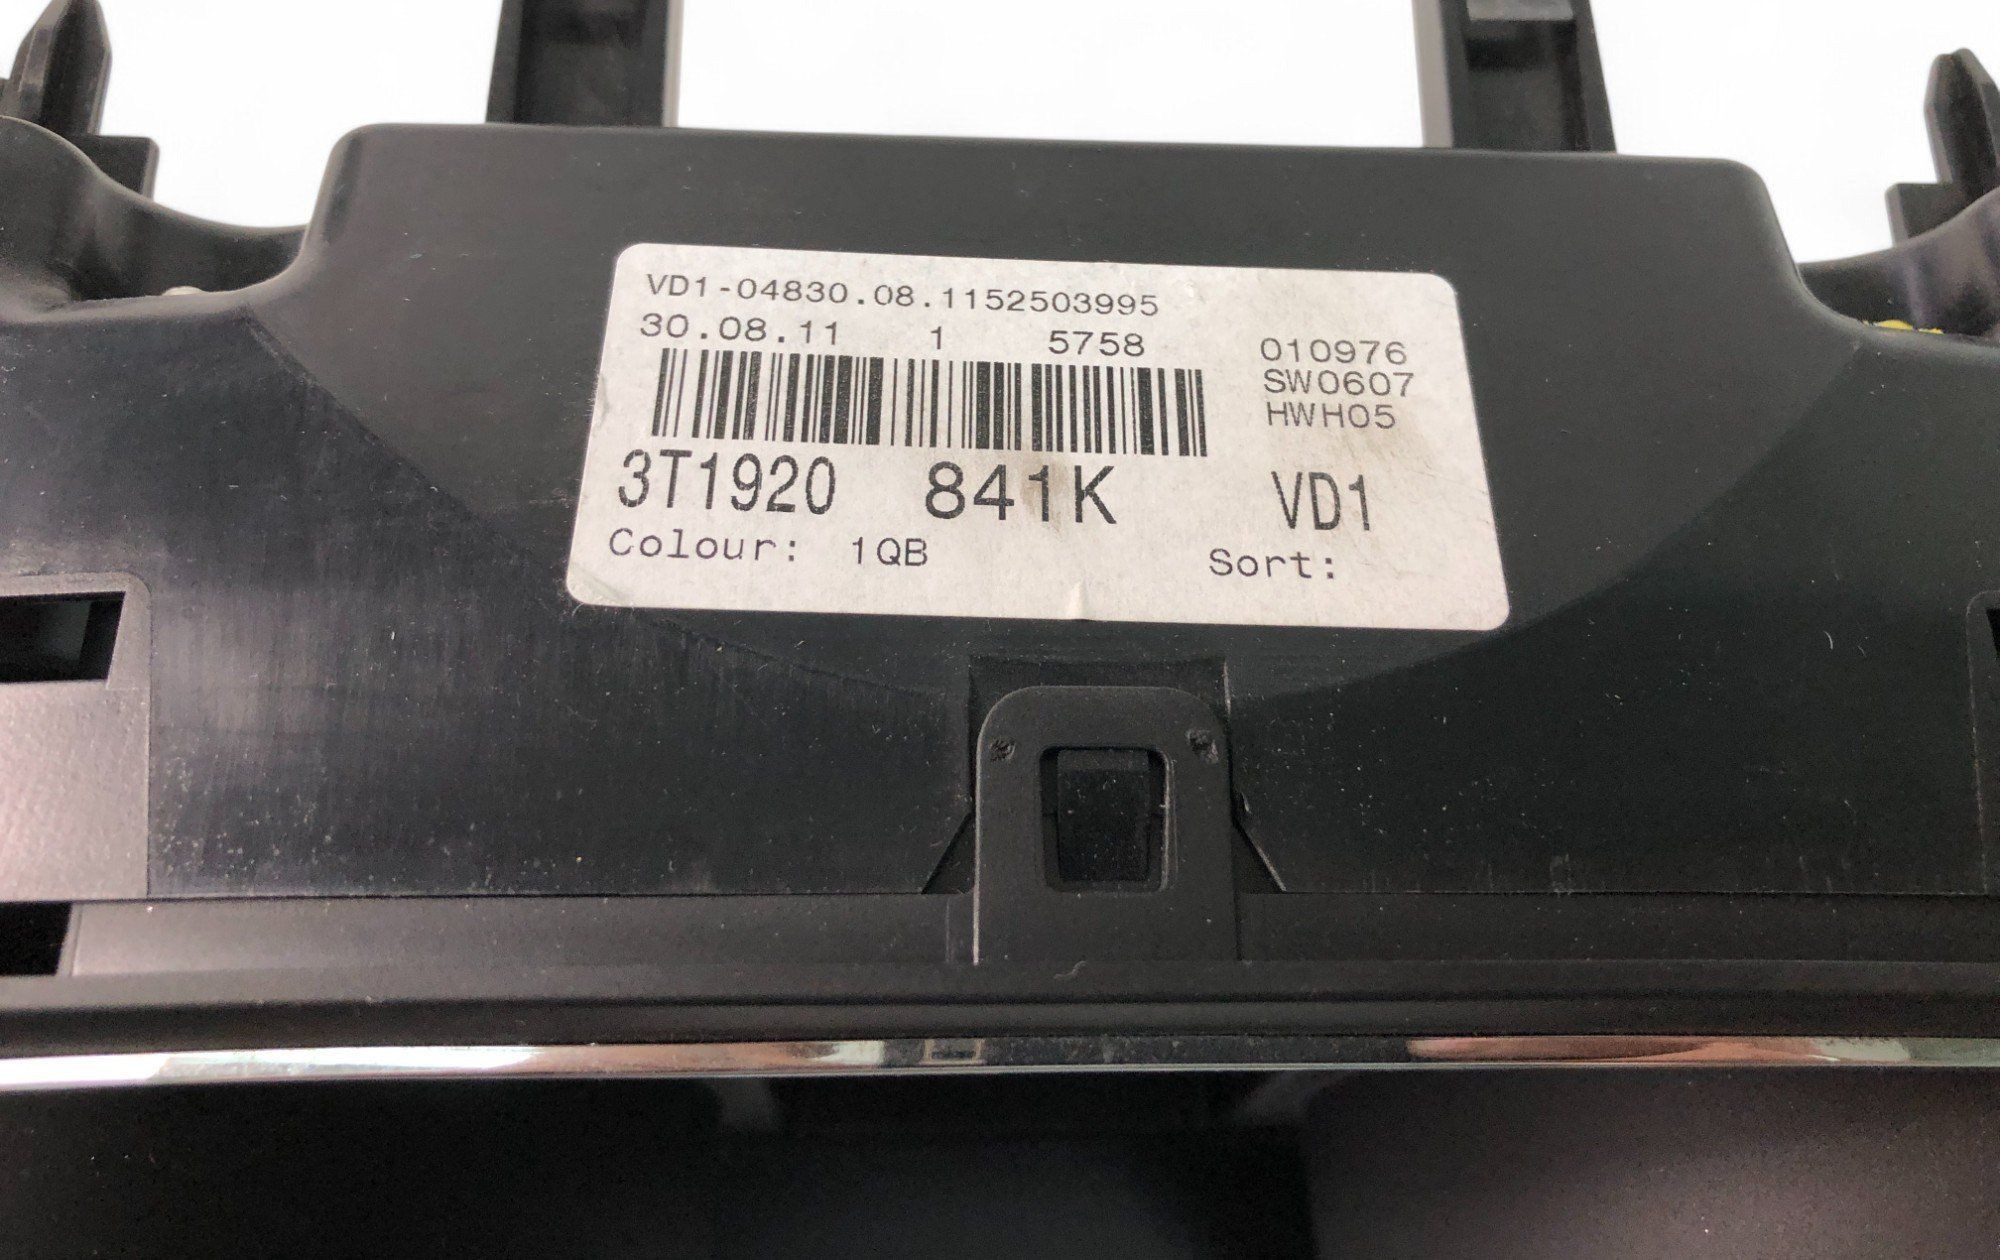 VD1-04830.08.1152503995
30.08.11 1 5758
010976
SW0607
HWH05
3T1920 841K VD1
Colour: 1QB Sort: